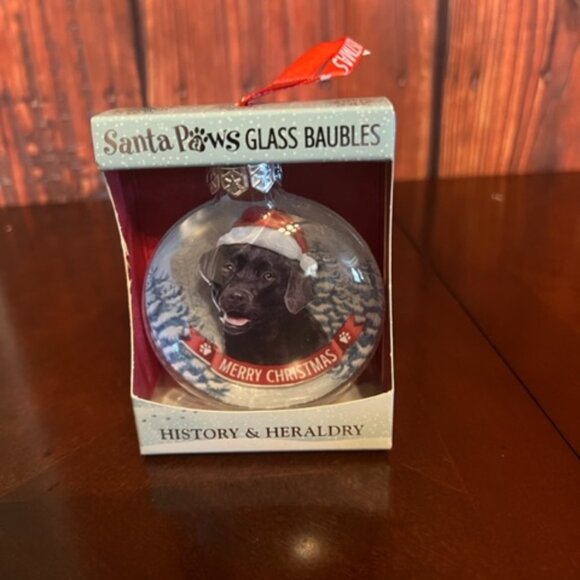 Santa Paws GLASS BAUBLES
MERRY CHRISTMAS
HISTORY & HERALDRY